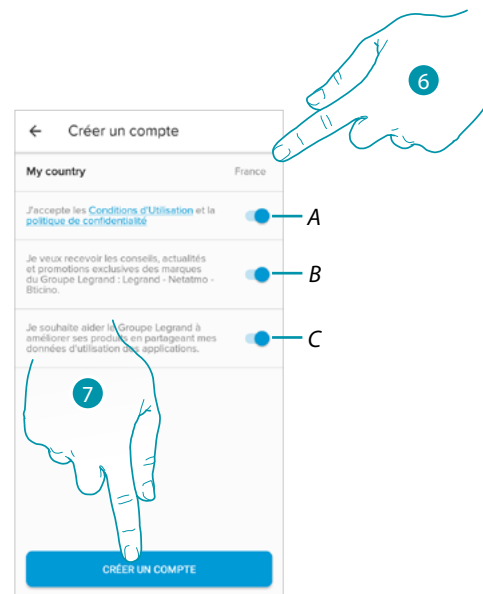 6
← Créer un compte
My country France
J'accepte les Conditions d'Utilisation et la
politique de confidentialité
A
Je veux recevoir les conseils, actualités
et promotions exclusives des marques
du Groupe Legrand : Legrand - Netatmo -
Bticino.
B
Je souhaite aider le Groupe Legrand à
améliorer ses produits en partageant mes
données d'utilisation des applications.
C
7
CRÉER UN COMPTE